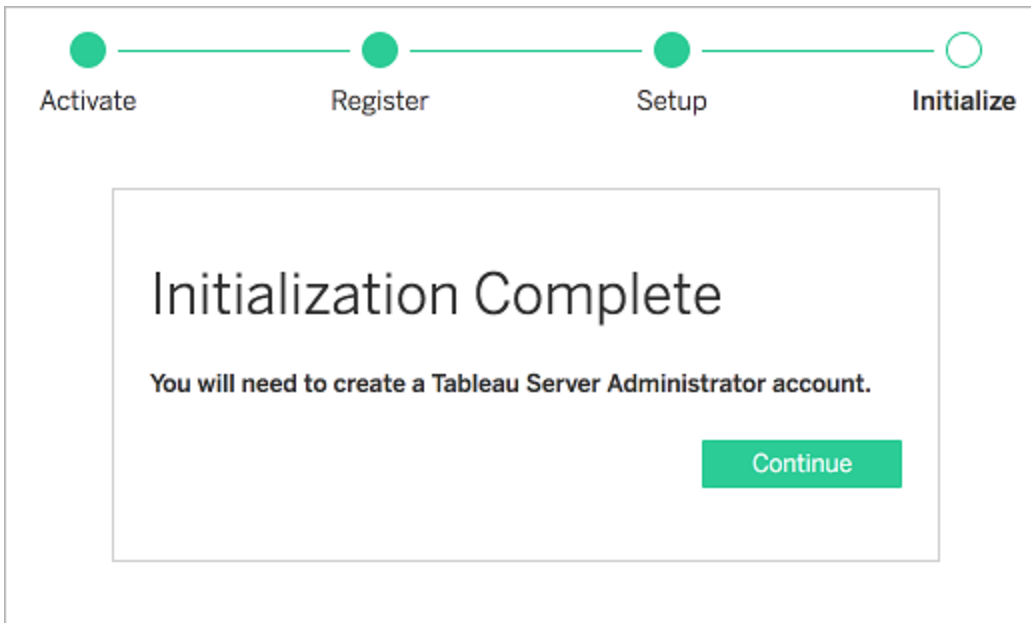 Activate Register Setup Initialize
Initialization Complete
You will need to create a Tableau Server Administrator account.
Continue